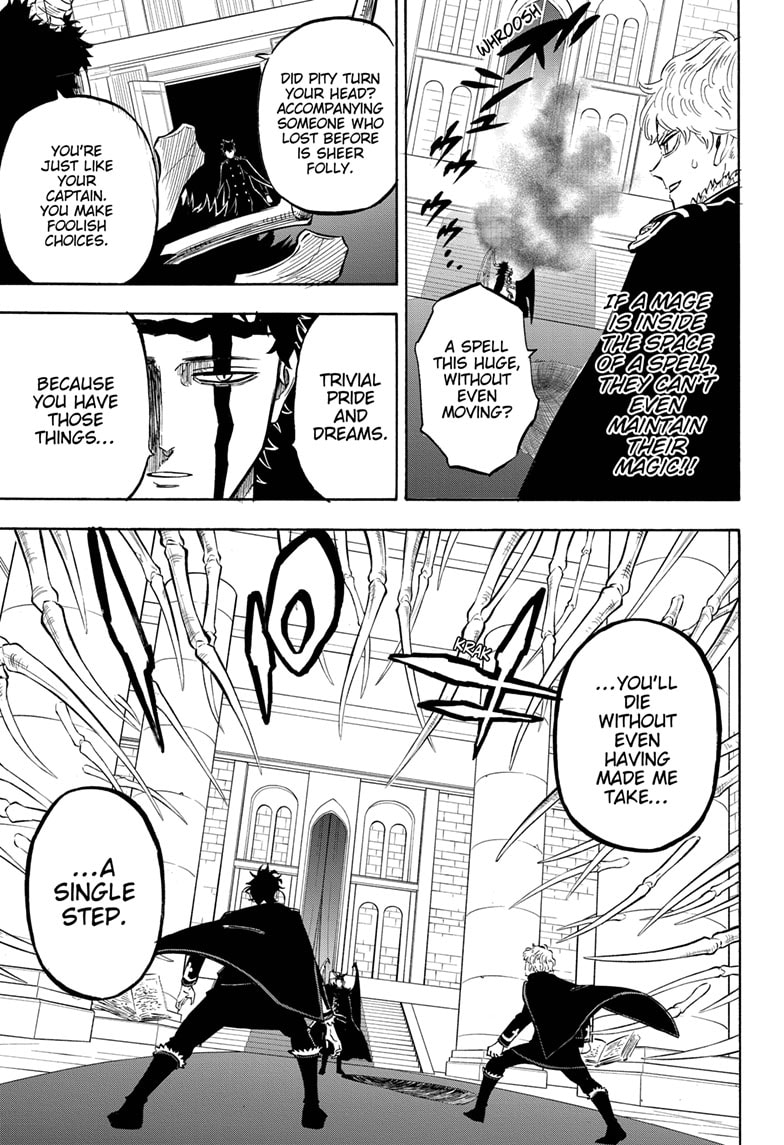 WHROOSH
IF A MAGE
IS INSIDE
THE SPACE
OF A SPELL,
THEY CAN'T
EVEN
MAINTAIN
THEIR
MAGIC!!
A SPELL
THIS HUGE,
WITHOUT
EVEN
MOVING?
DID PITY TURN
YOUR HEAD?
ACCOMPANYING
SOMEONE WHO
LOST BEFORE
IS SHEER
FOLLY.
YOU'RE
JUST LIKE
YOUR
CAPTAIN.
YOU MAKE
FOOLISH
CHOICES.
TRIVIAL
PRIDE
AND
DREAMS.
BECAUSE
YOU HAVE
THOSE
THINGS...
KRAK
...YOU'LL
DIE
WITHOUT
EVEN
HAVING
MADE ME
TAKE...
...A
SINGLE
STEP.